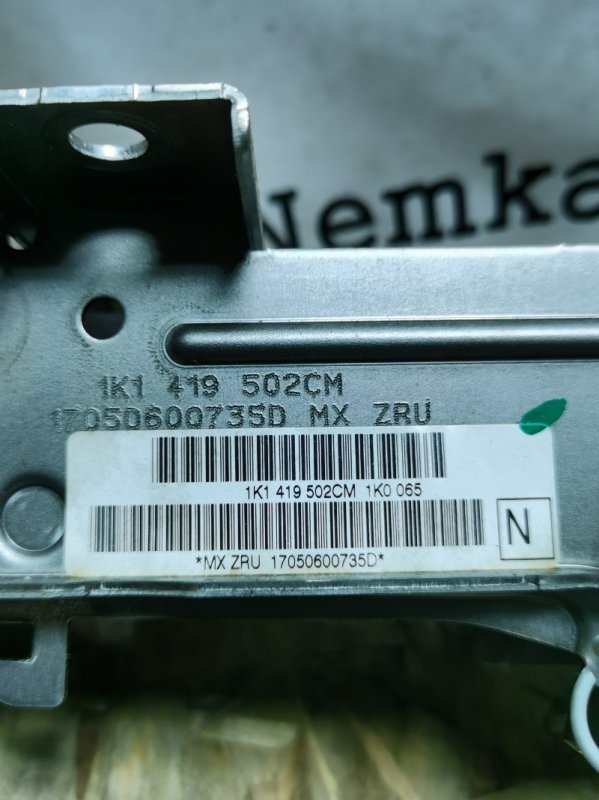 Nemka
1K1 419 502CM
17050600735D MX ZRU
1K1 419 502CM 1K0 065
N
*MX ZRU 17050600735D*